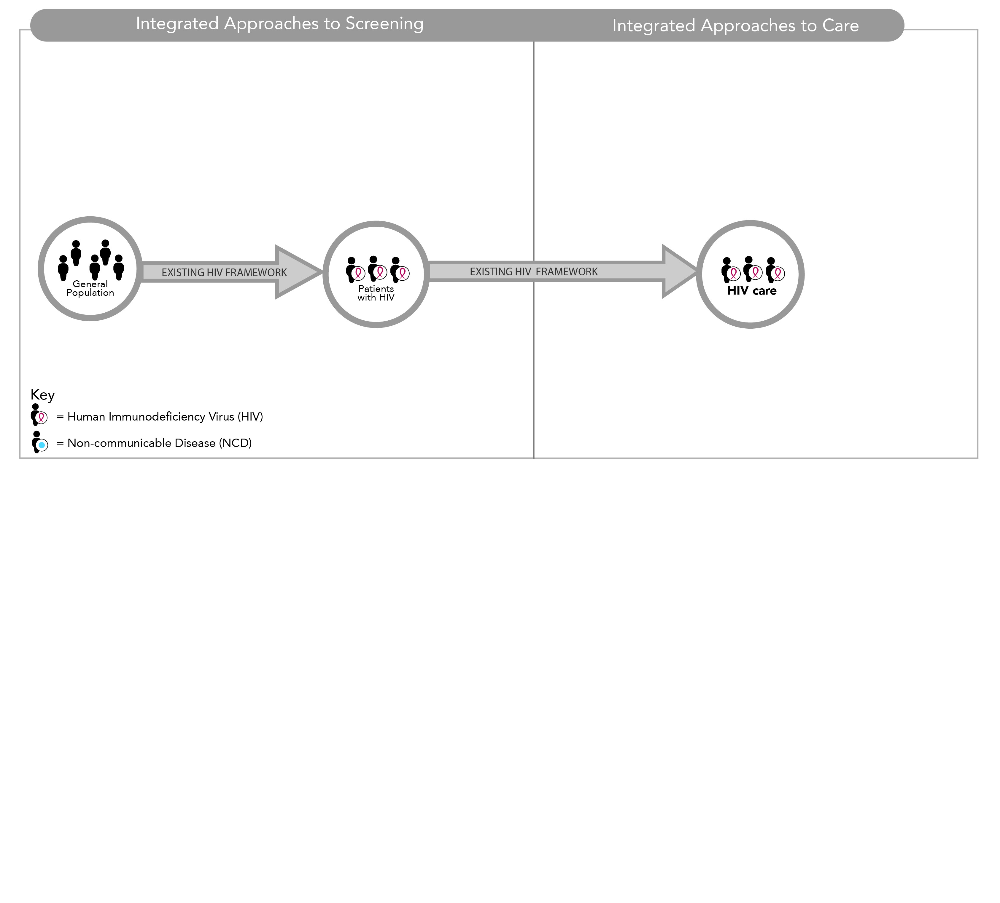 Integrated Approaches to Screening
Integrated Approaches to Care
General
Population
EXISTING HIV FRAMEWORK
Patients
with HIV
EXISTING HIV FRAMEWORK
HIV care
Key
= Human Immunodeficiency Virus (HIV)
= Non-communicable Disease (NCD)